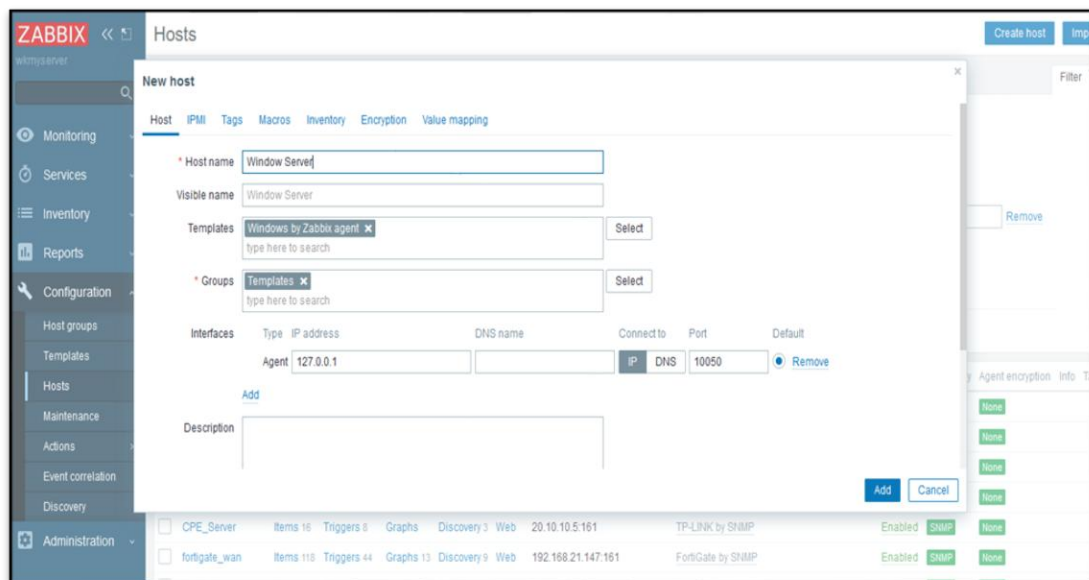 ZABBIX
Hosts
Create host
wkmyserver
New host
Filter
Host IPMI Tags Macros Inventory Encryption Value mapping
Monitoring
* Host name Window Server
Services
Visible name Window Server
Inventory
Templates Windows by Zabbix agent Select
type here to search
Remove
Reports
* Groups Templates Select
type here to search
Configuration
Host groups
Interfaces Type IP address DNS name Connect to Port Default
Templates
Agent 127.0.0.1 IP DNS 10050 Remove
Hosts
Add
Agent encryption Info
Maintenance
None
Description
Actions
None
Event correlation
None
Discovery
Add Cancel
None
CPE_Server Items 16 Triggers 8 Graphs Discovery 3 Web 20.10.10.5:161 TP-LINK by SNMP Enabled SNMP None
Administration
fortigate_wan Items 118 Triggers 44 Graphs 13 Discovery 9 Web 192.168.21.147:161 FortiGate by SNMP Enabled SNMP None